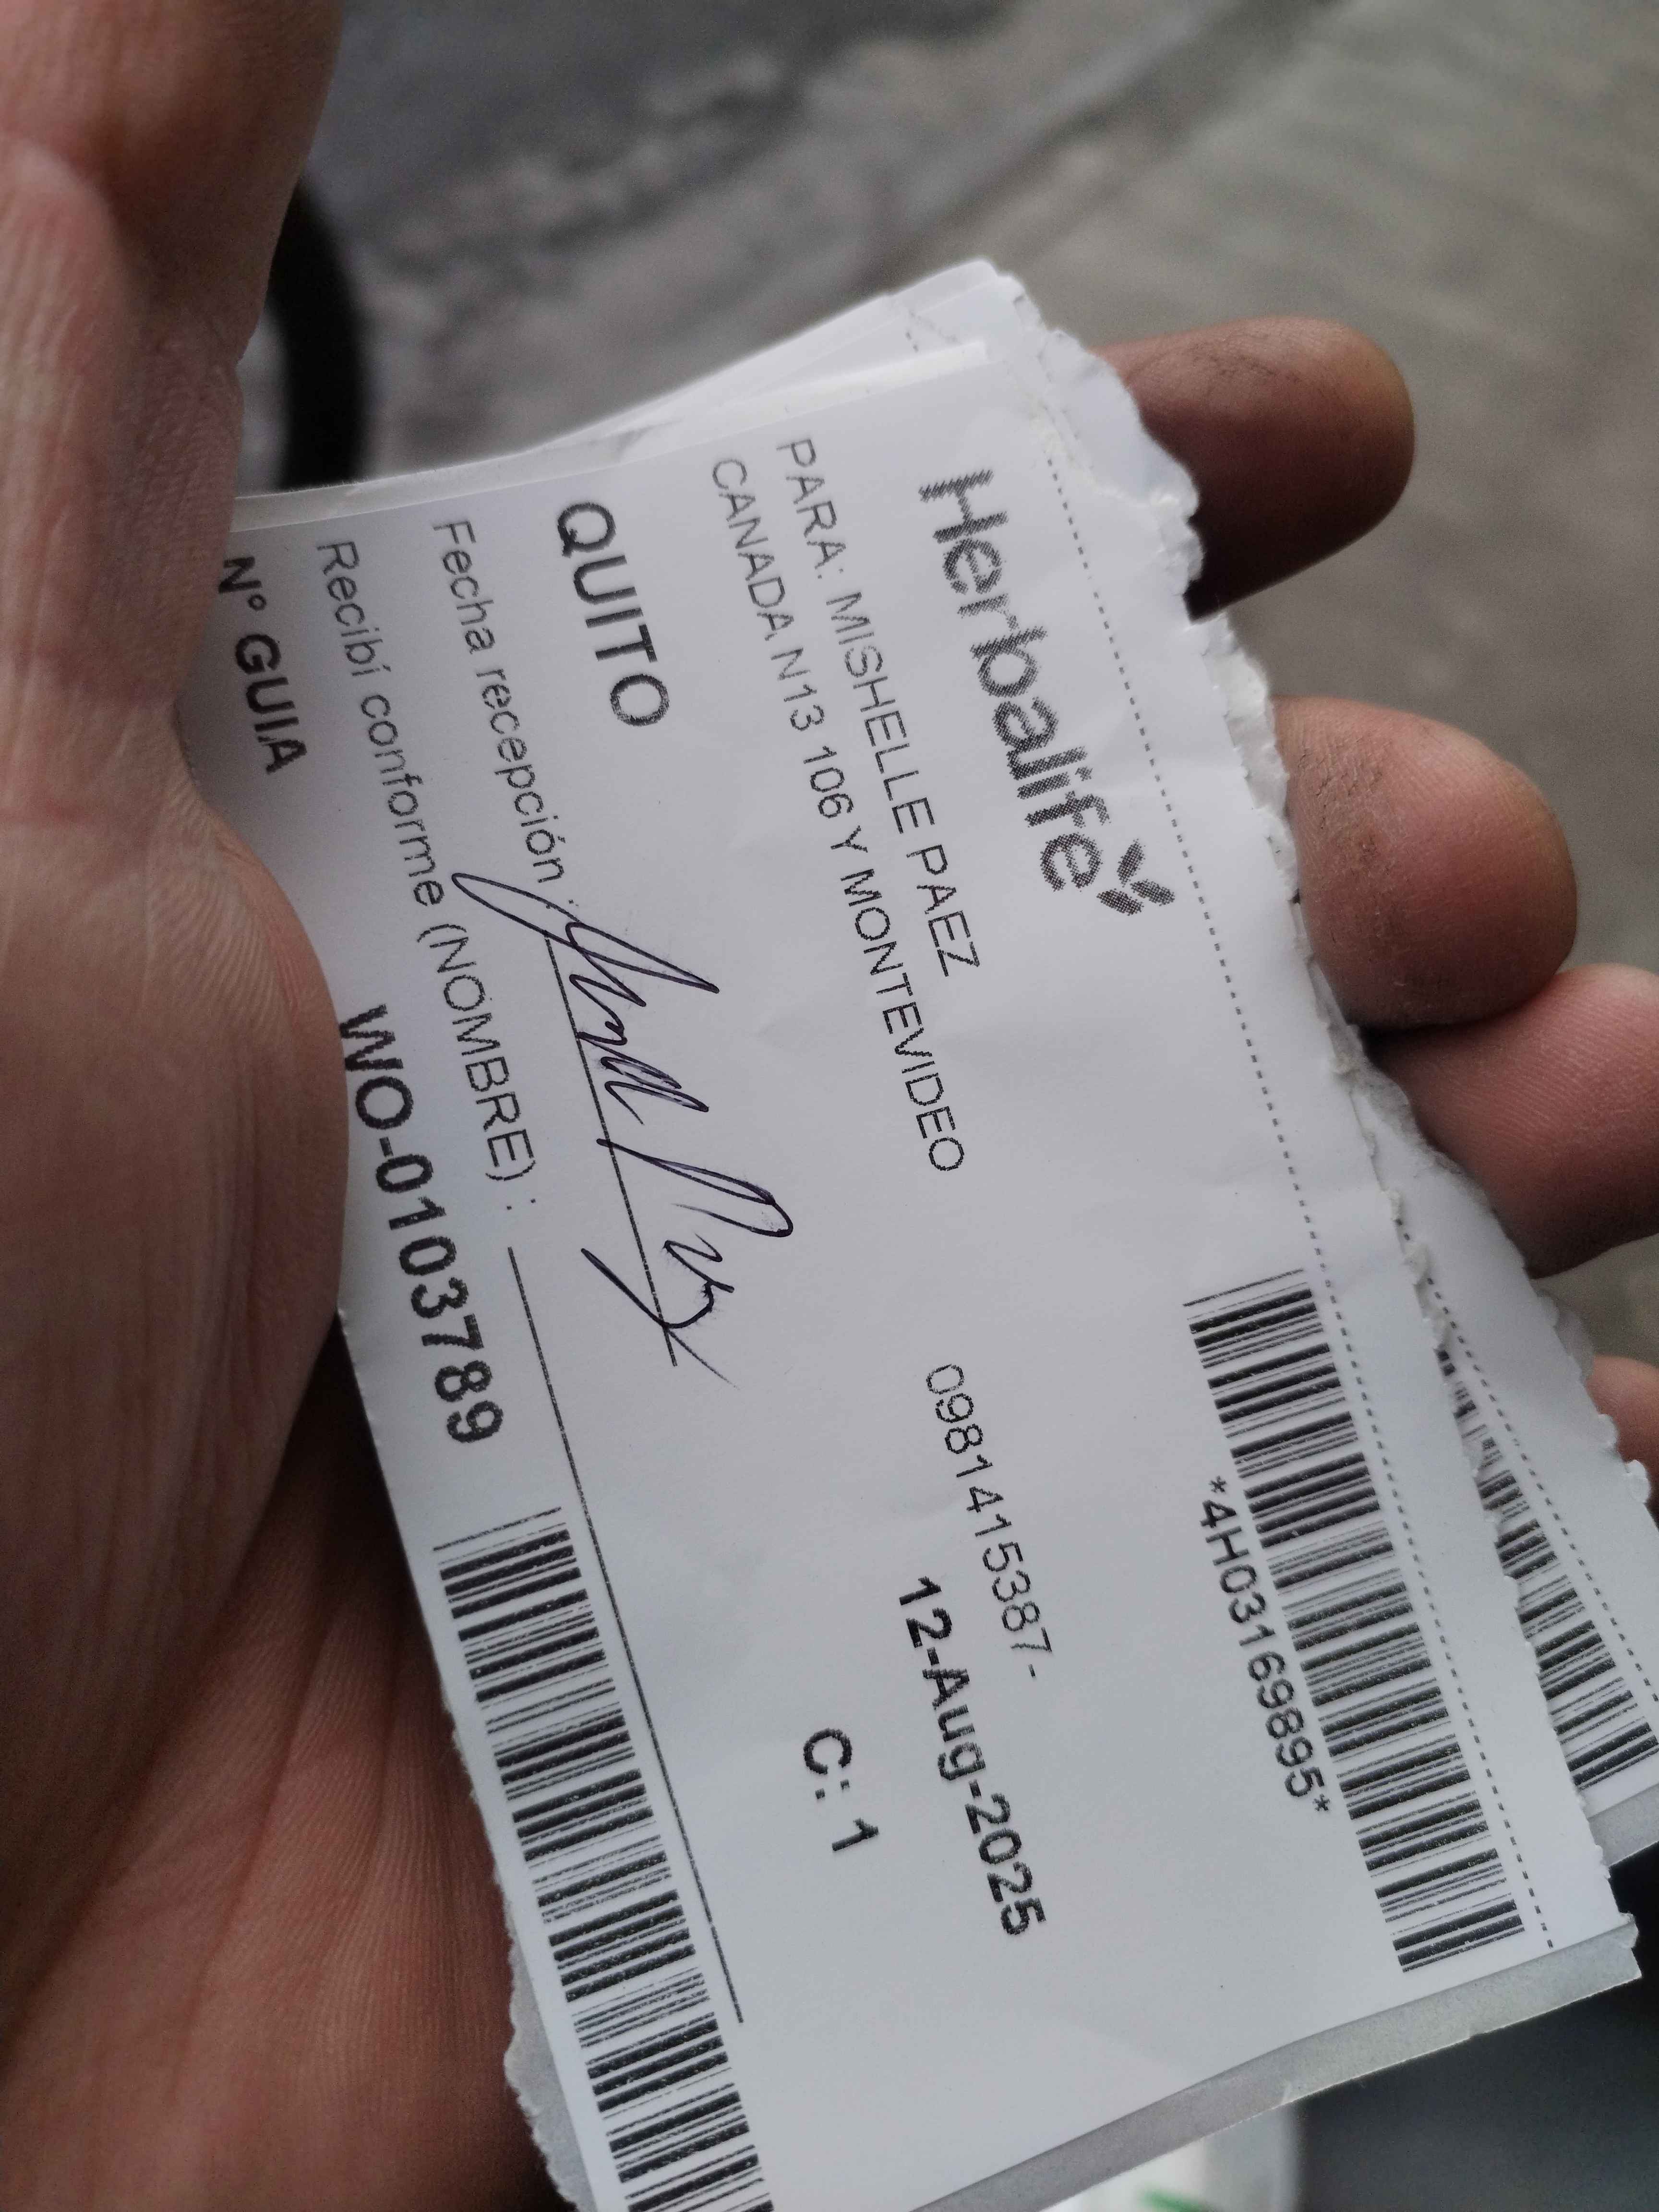 *4H03169895*
Herbalife
PARA: MISHELLE PAEZ
0981415387-
CANADA N13 106 Y MONTEVIDEO
12-Aug-2025
QUITO
C: 1
Fecha recepción :
Recibí conforme (NOMBRE) :
N° GUIA
WO-0103789